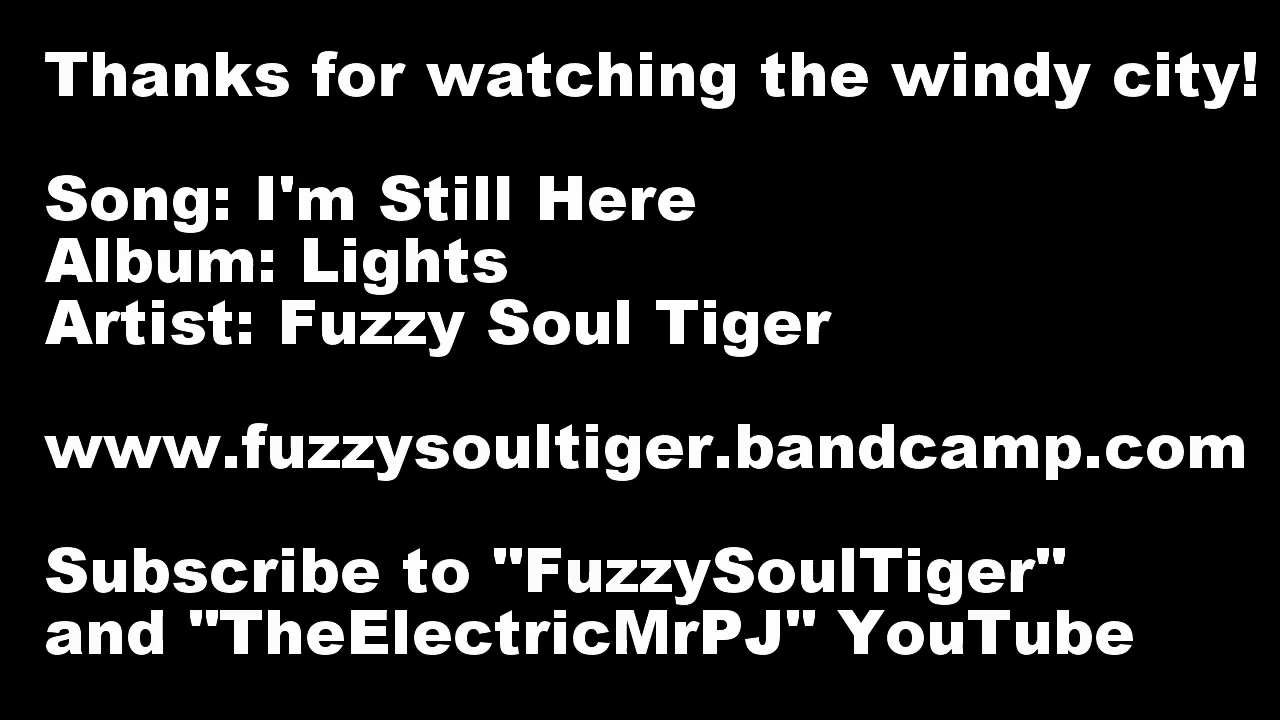 Thanks for watching the windy city!
Song: I'm Still Here
Album: Lights
Artist: Fuzzy Soul Tiger
www.fuzzysoultiger.bandcamp.com
Subscribe to "FuzzySoulTiger"
and "TheElectricMrPJ" YouTube